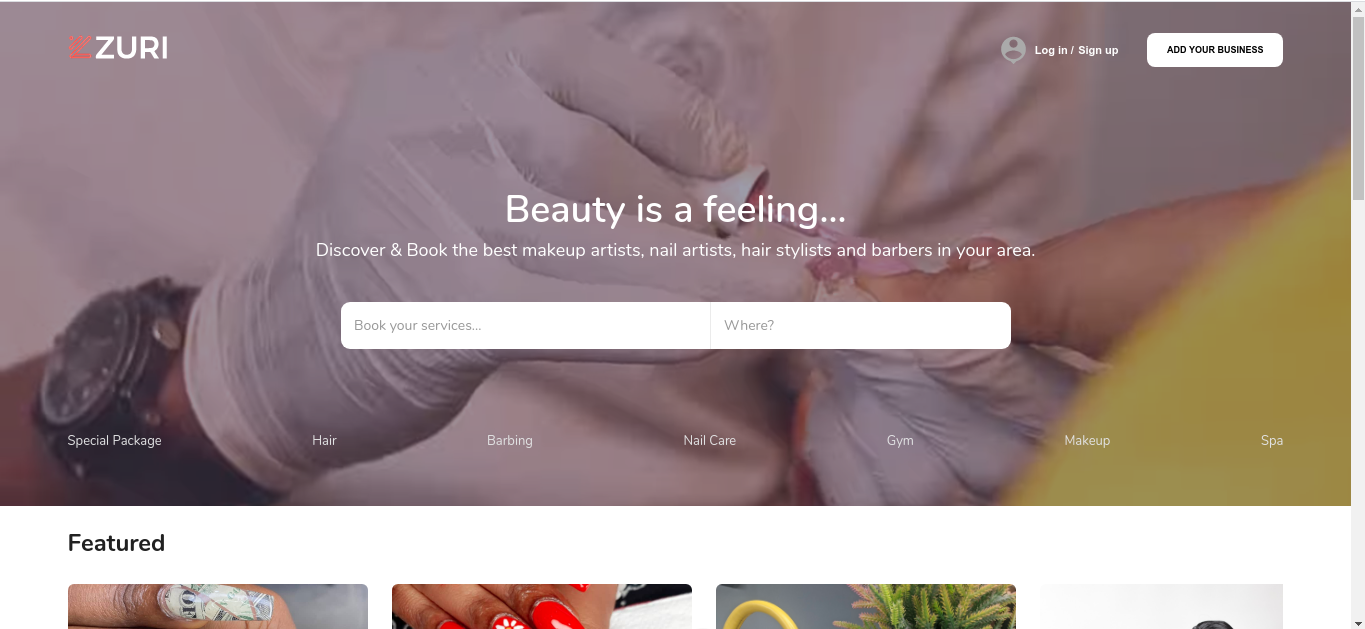 ZURI
Log in / Sign up
ADD YOUR BUSINESS
Beauty is a feeling...
Discover & Book the best makeup artists, nail artists, hair stylists and barbers in your area.
Book your services...
Where?
Special Package
Hair
Barbing
Nail Care
Gym
Makeup
Spa
Featured